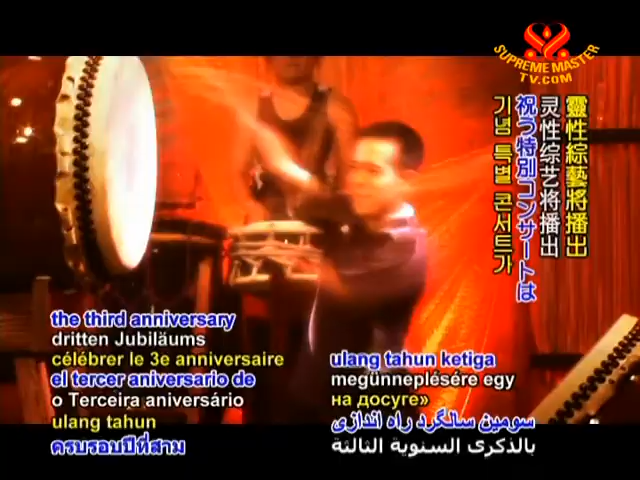 SUPREME MASTER
TV.COM
靈性綜藝將播出
灵性综艺将播出
祝う特別コンサートは
기념 특별 콘서트가
the third anniversary
dritten Jubiläums
célébrer le 3e anniversaire
el tercer aniversario de
o Terceira aniversário
ulang tahun
ครบรอบปีที่สาม
ulang tahun ketiga
megünneplésére egy
на досуге»
سومین سالگرد راه اندازی
بالذكرى السنوية الثالثة